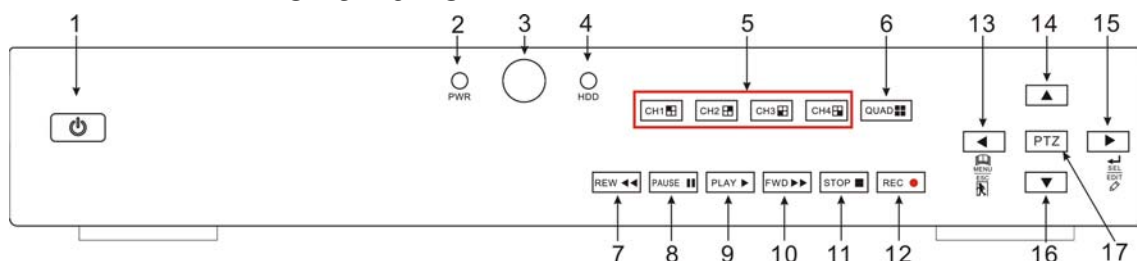 1 2 3 4 5 6 13 14 15
PWR HDD
CH1 CH2 CH3 CH4 QUAD
PTZ
MENU
ESC
SEL
EDIT
REW PAUSE PLAY FWD STOP REC
7 8 9 10 11 12 16 17